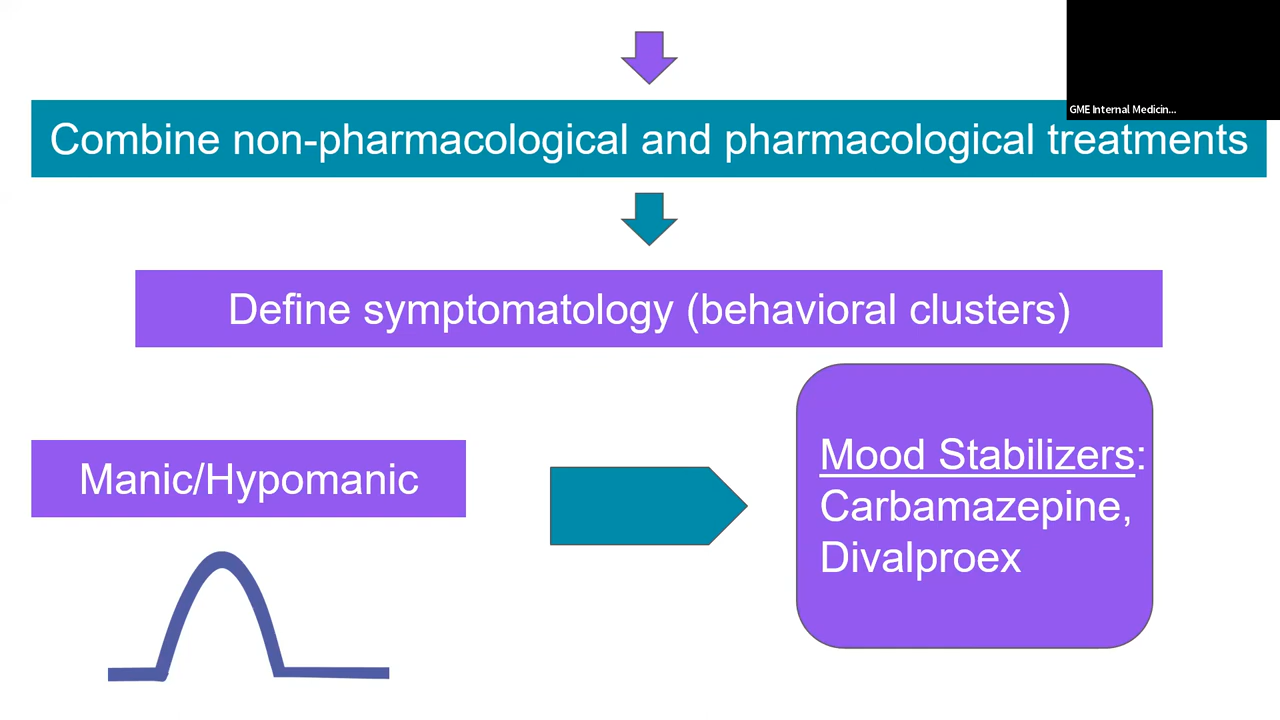 GME Internal Medicin...
Combine non-pharmacological and pharmacological treatments
Define symptomatology (behavioral clusters)
Manic/Hypomanic
Mood Stabilizers:
Carbamazepine,
Divalproex